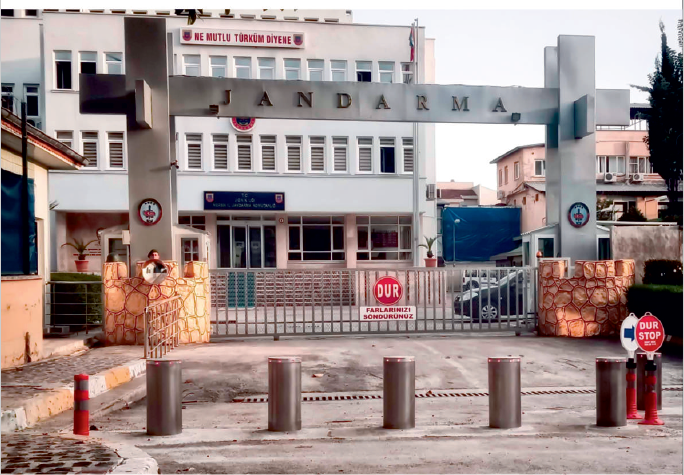 NE MUTLU TÜRKÜM DİYENE
JANDARMA
T.C.
DUR
FARLARINIZI
SÖNDÜRÜNÜZ
DUR
STOP